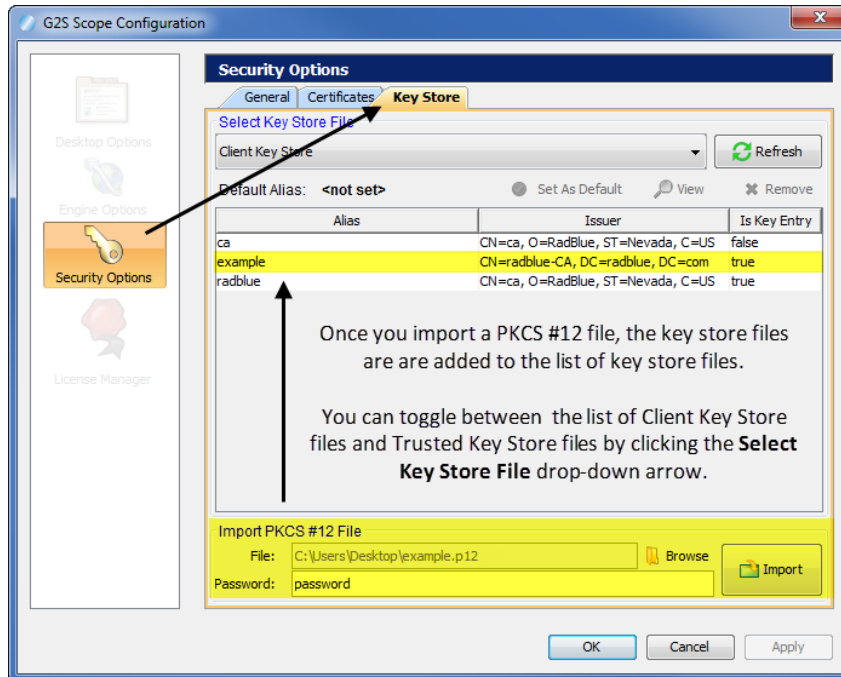 G2S Scope Configuration
Desktop Options
Engine Options
Security Options
License Manager
Security Options
General
Certificates
Key Store
Select Key Store File
Client Key Store
Refresh
Default Alias: <not set>
Set As Default
View
Remove
Alias Issuer Is Key Entry
ca CN=ca, O=RadBlue, ST=Nevada, C=US false
example CN=radblue-CA, DC=radblue, DC=com true
radblue CN=ca, O=RadBlue, ST=Nevada, C=US true
Once you import a PKCS #12 file, the key store files
are are added to the list of key store files.
You can toggle between the list of Client Key Store
files and Trusted Key Store files by clicking the Select
Key Store File drop-down arrow.
Import PKCS #12 File
File: C:\Users\Desktop\example.p12
Browse
Import
Password: password
OK
Cancel
Apply